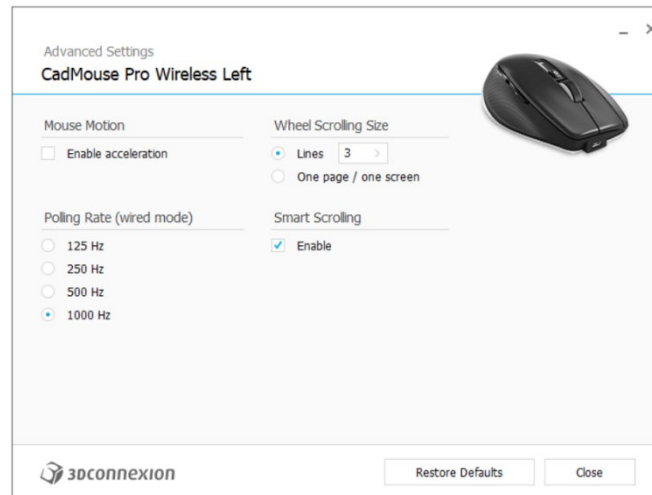 Advanced Settings
CadMouse Pro Wireless Left
Mouse Motion
Enable acceleration
Wheel Scrolling Size
Lines 3
One page / one screen
Polling Rate (wired mode)
125 Hz
250 Hz
500 Hz
1000 Hz
Smart Scrolling
Enable
3Dconnexion
Restore Defaults
Close